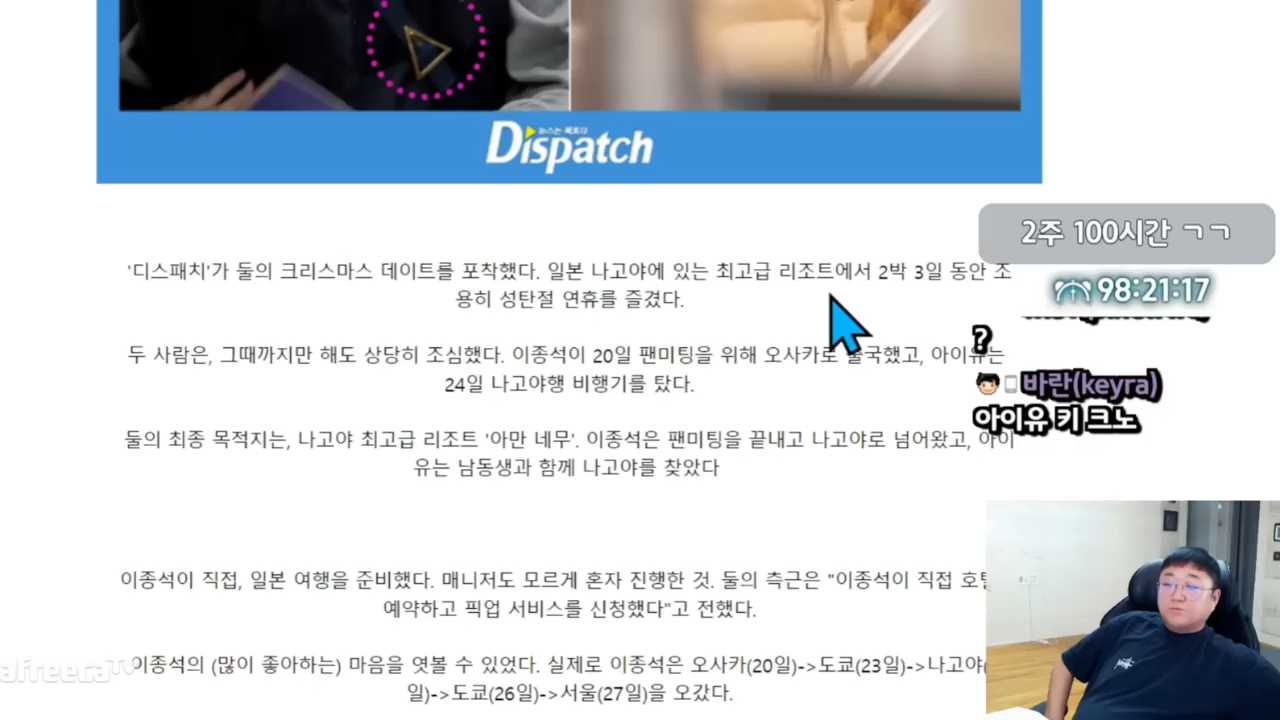 뉴스는 팩트다
Dispatch
'디스패치'가 둘의 크리스마스 데이트를 포착했다. 일본 나고야에 있는 최고급 리조트에서 2박 3일 동안 조
용히 성탄절 연휴를 즐겼다.
두 사람은, 그때까지만 해도 상당히 조심했다. 이종석이 20일 팬미팅을 위해 오사카로 출국했고, 아이유는
24일 나고야행 비행기를 탔다.
둘의 최종 목적지는, 나고야 최고급 리조트 '아만 네무'. 이종석은 팬미팅을 끝내고 나고야로 넘어왔고, 아이
유는 남동생과 함께 나고야를 찾았다
이종석이 직접, 일본 여행을 준비했다. 매니저도 모르게 혼자 진행한 것. 둘의 측근은 "이종석이 직접
예약하고 픽업 서비스를 신청했다"고 전했다.
이종석의 (많이 좋아하는) 마음을 엿볼 수 있었다. 실제로 이종석은 오사카(20일)->도쿄(23일)->나고야(
일)->도쿄(26일)->서울(27일)을 오갔다.
2주 100시간 ㄱㄱ
98:21:17
?
바란(keyra)
아이유 키 크노
afreecaTV